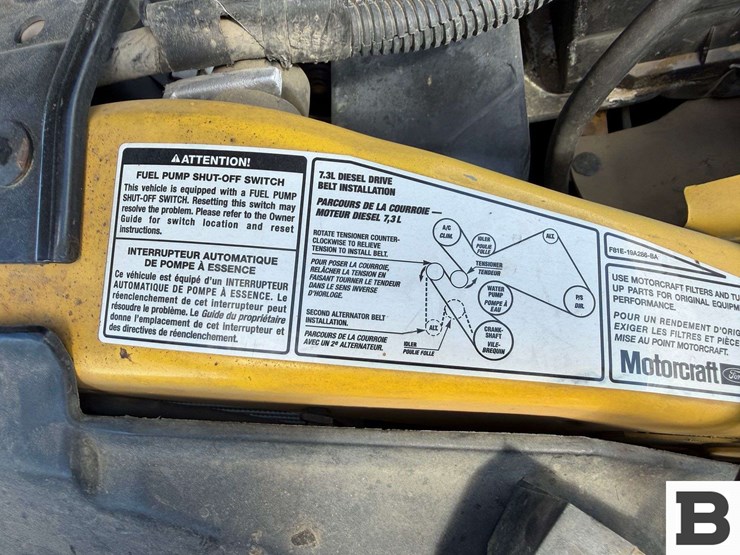 ⚠ATTENTION!
FUEL PUMP SHUT-OFF SWITCH
This vehicle is equipped with a FUEL PUMP
SHUT-OFF SWITCH. Resetting this switch may
resolve the problem. Please refer to the Owner
Guide for switch location and reset
instructions.
INTERRUPTEUR AUTOMATIQUE
DE POMPE À ESSENCE
Ce véhicule est équipé d'un INTERRUPTEUR
AUTOMATIQUE DE POMPE À ESSENCE. Le
réenclenchement de cet interrupteur peut
résoudre le problème. Le Guide du propriétaire
donne l'emplacement de cet interrupteur et
des directives de réenclenchement.
7.3L DIESEL DRIVE
BELT INSTALLATION
PARCOURS DE LA COURROIE —
MOTEUR DIESEL 7,3 L
ROTATE TENSIONER COUNTER-
CLOCKWISE TO RELIEVE
TENSION TO INSTALL BELT.
POUR POSER LA COURROIE,
RELÂCHER LA TENSION EN
FAISANT TOURNER LE TENDEUR
DANS LE SENS INVERSE
D'HORLOGE.
SECOND ALTERNATOR BELT
INSTALLATION.
PARCOURS DE LA COURROIE
AVEC UN 2e ALTERNATEUR.
A/C
CLIM.
IDLER
POULIE FOLLE
ALT.
TENSIONER
TENDEUR
WATER
PUMP
POMPE À
EAU
P/S
DIR.
ALT.
IDLER
POULIE FOLLE
CRANK-
SHAFT
VILE-
BREQUIN
F81E-19A286-BA
USE MOTORCRAFT FILTERS AND TU
UP PARTS FOR ORIGINAL EQUIPM
PERFORMANCE.
POUR UN RENDEMENT D'ORIG
EXIGER LES FILTRES ET PIÈCE
MISE AU POINT MOTORCRAFT.
Motorcraft
Ford
B